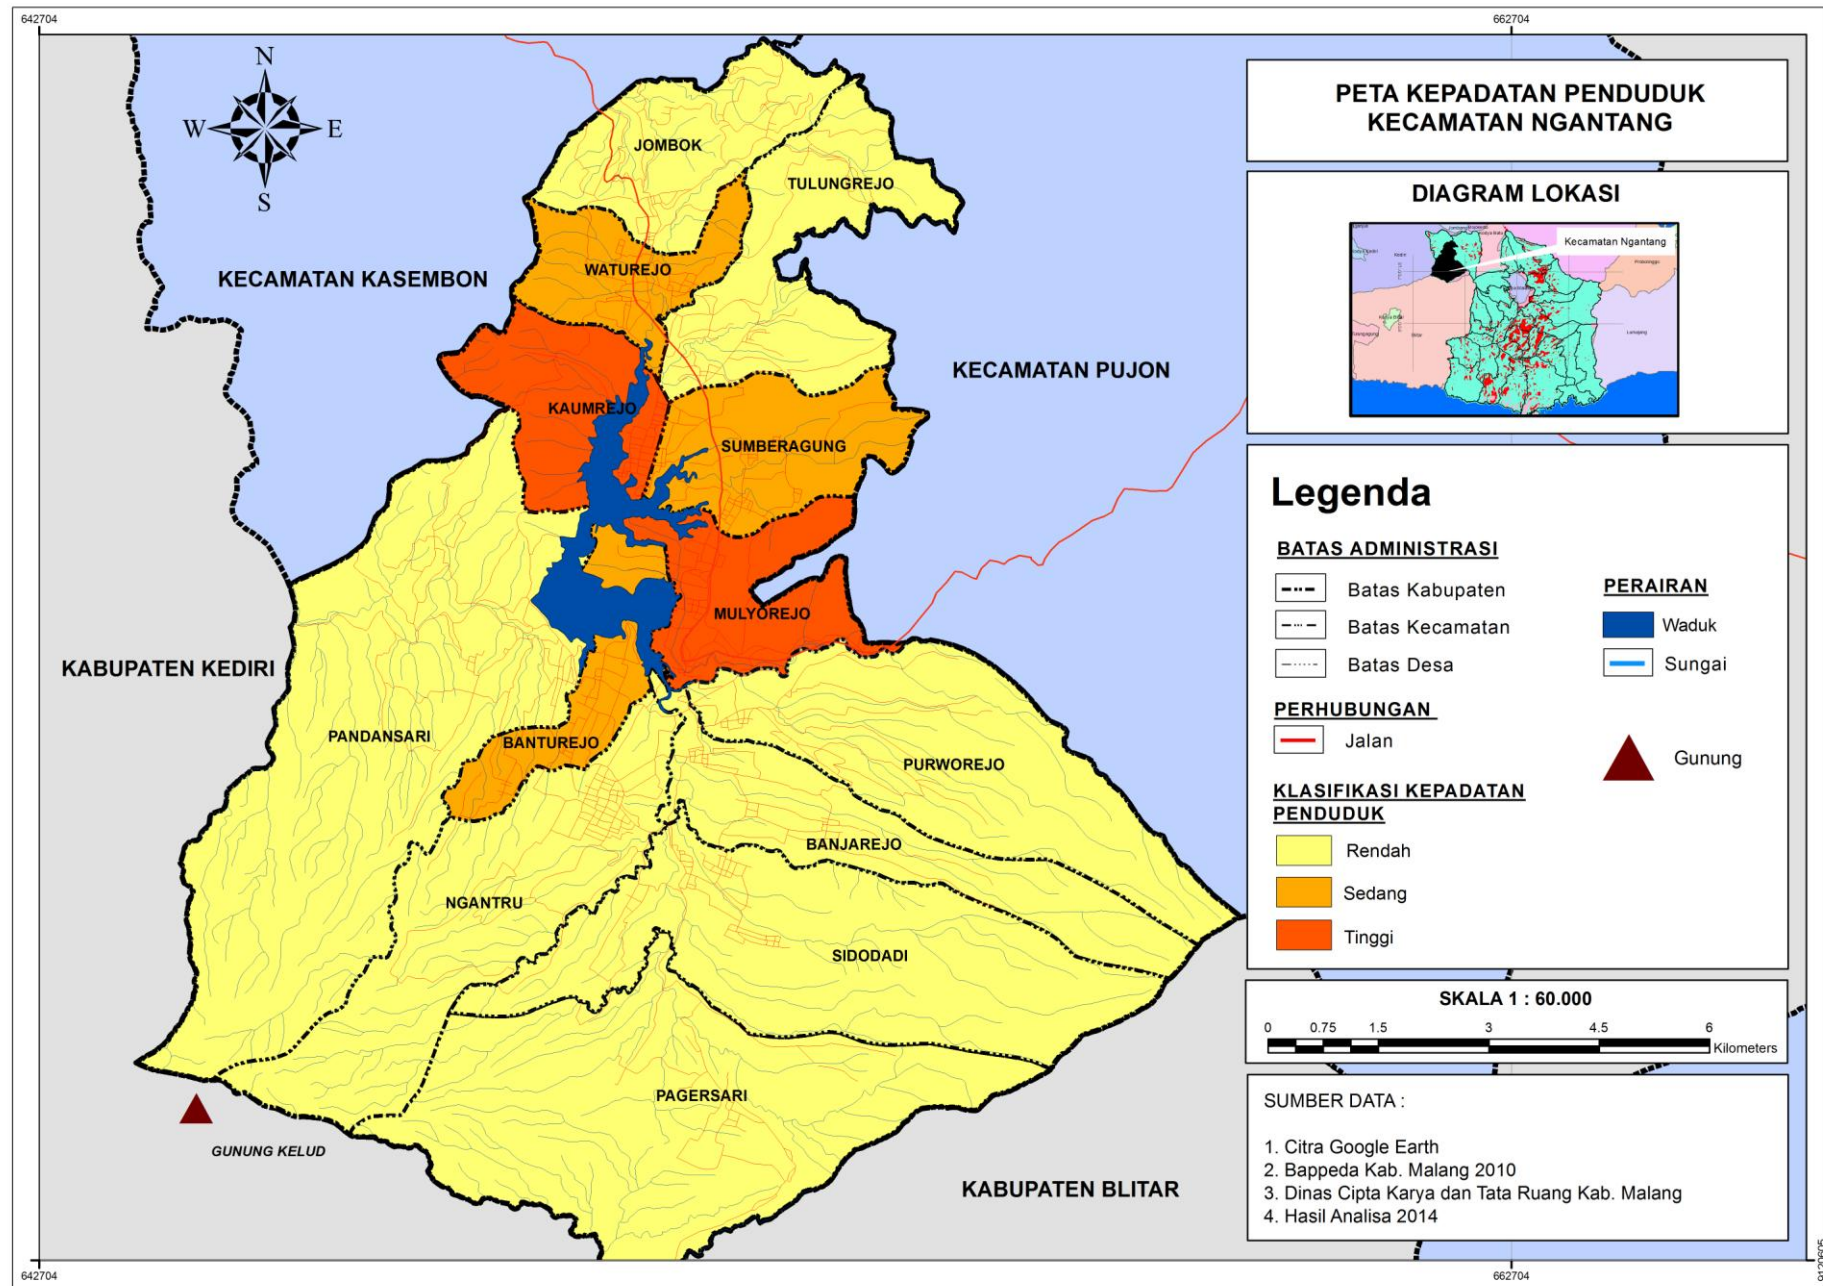 642704
662704
N
W
E
S
PETA KEPADATAN PENDUDUK
KECAMATAN NGANTANG
DIAGRAM LOKASI
Kecamatan Ngantang
JOMBOK
TULUNGREJO
WATUREJO
KECAMATAN KASEMBON
KECAMATAN PUJON
KAUMREJO
SUMBERAGUNG
MULYOREJO
KABUPATEN KEDIRI
PANDANSARI
BANTUREJO
PURWOREJO
BANJAREJO
NGANTRU
SIDODADI
PAGERSARI
GUNUNG KELUD
KABUPATEN BLITAR
Legenda
BATAS ADMINISTRASI
Batas Kabupaten
Batas Kecamatan
Batas Desa
PERHUBUNGAN
Jalan
KLASIFIKASI KEPADATAN
PENDUDUK
Rendah
Sedang
Tinggi
PERAIRAN
Waduk
Sungai
Gunung
SKALA 1 : 60.000
0 0.75 1.5 3 4.5 6
Kilometers
SUMBER DATA :
1. Citra Google Earth
2. Bappeda Kab. Malang 2010
3. Dinas Cipta Karya dan Tata Ruang Kab. Malang
4. Hasil Analisa 2014
642704
662704